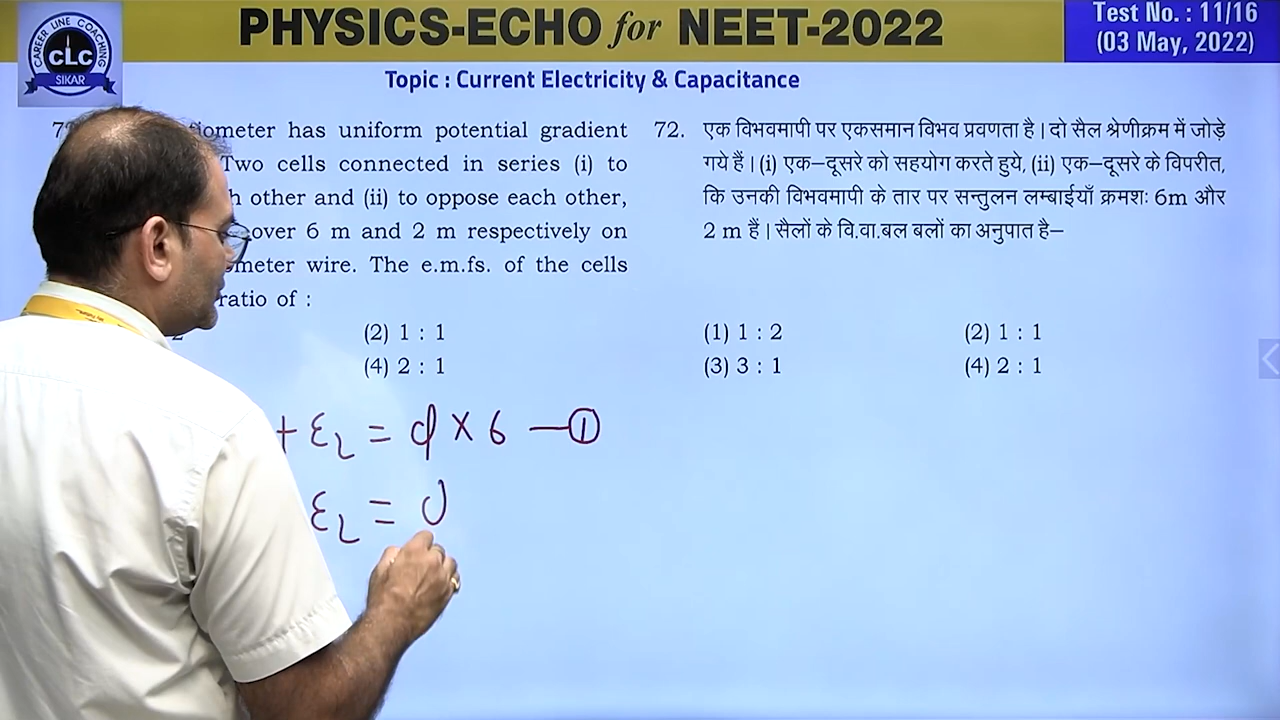 CAREER LINE COACHING
CLC
SIKAR
PHYSICS-ECHO for NEET-2022
Test No. : 11/16
(03 May, 2022)
Topic : Current Electricity & Capacitance
has uniform potential gradient
Two cells connected in series (i) to
other and (ii) to oppose each other,
over 6 m and 2 m respectively on
wire. The e.m.fs. of the cells
ratio of :
(2) 1 : 1
(4) 2 : 1
72. एक विभवमापी पर एकसमान विभव प्रवणता है। दो सैल श्रेणीक्रम में जोड़े
गये हैं। (i) एक–दूसरे को सहयोग करते हुये, (ii) एक–दूसरे के विपरीत,
कि उनकी विभवमापी के तार पर सन्तुलन लम्बाईयाँ क्रमशः 6m और
2 m हैं। सैलों के वि.वा.बल बलों का अनुपात है–
(1) 1 : 2
(2) 1 : 1
(3) 3 : 1
(4) 2 : 1
+ ε₂ = φ × 6 — ①
ε₂ =